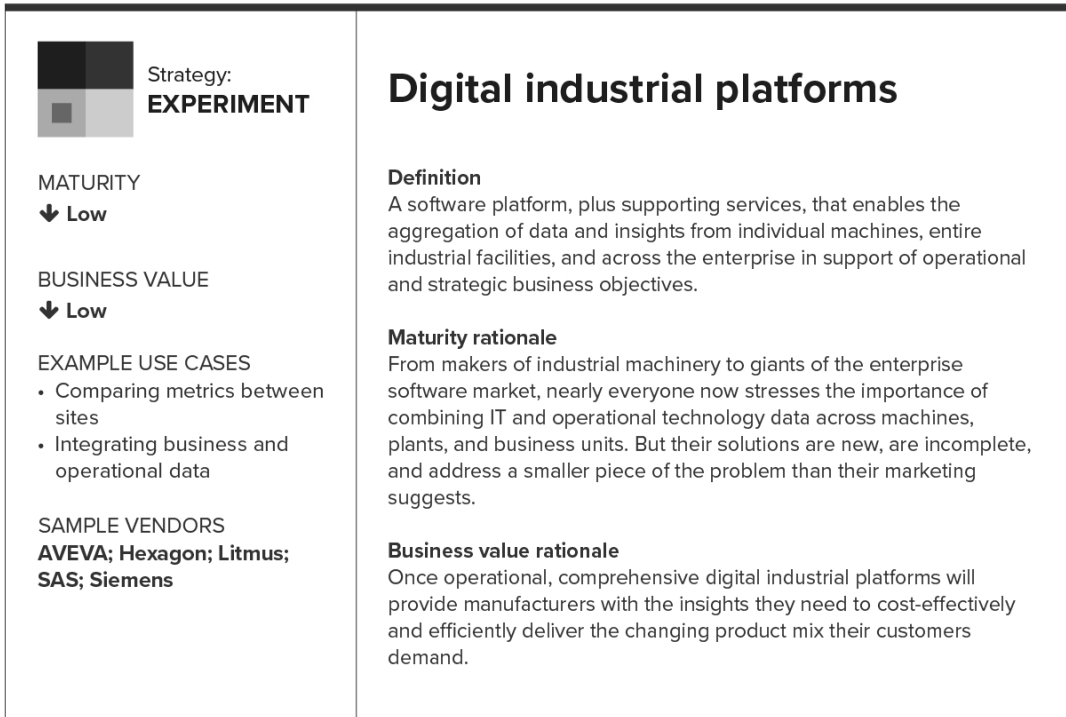 Strategy:
EXPERIMENT
MATURITY
↓ Low
BUSINESS VALUE
↓ Low
EXAMPLE USE CASES
• Comparing metrics between
sites
• Integrating business and
operational data
SAMPLE VENDORS
AVEVA; Hexagon; Litmus;
SAS; Siemens
Digital industrial platforms
Definition
A software platform, plus supporting services, that enables the
aggregation of data and insights from individual machines, entire
industrial facilities, and across the enterprise in support of operational
and strategic business objectives.
Maturity rationale
From makers of industrial machinery to giants of the enterprise
software market, nearly everyone now stresses the importance of
combining IT and operational technology data across machines,
plants, and business units. But their solutions are new, are incomplete,
and address a smaller piece of the problem than their marketing
suggests.
Business value rationale
Once operational, comprehensive digital industrial platforms will
provide manufacturers with the insights they need to cost-effectively
and efficiently deliver the changing product mix their customers
demand.